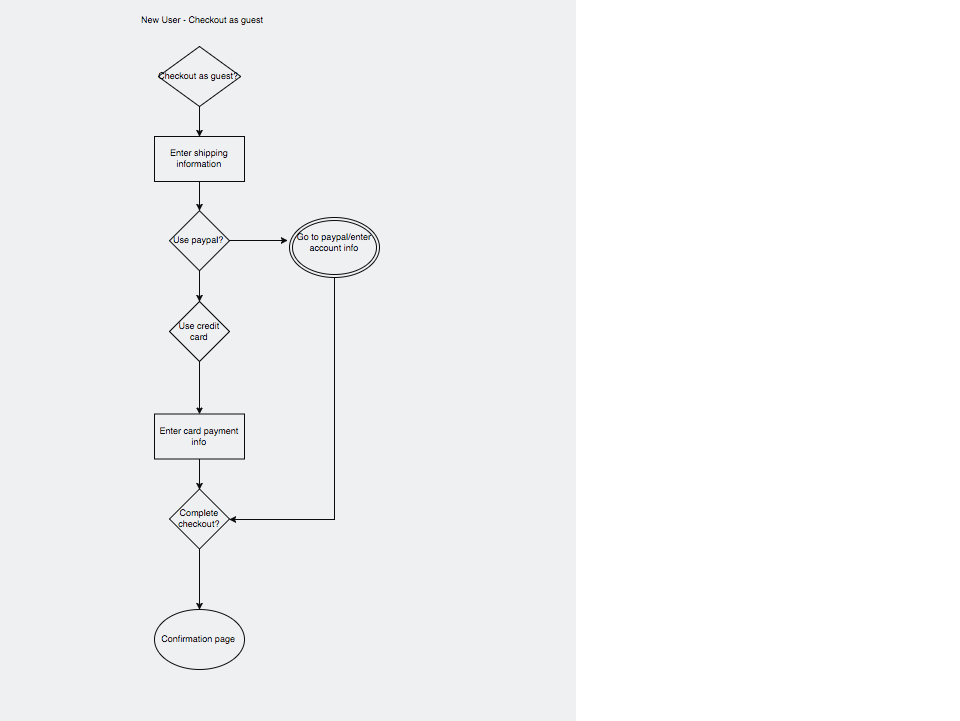 New User - Checkout as guest
Checkout as guest?
Enter shipping
information
Use paypal?
Go to paypal/enter
account info
Use credit
card
Enter card payment
info
Complete
checkout?
Confirmation page